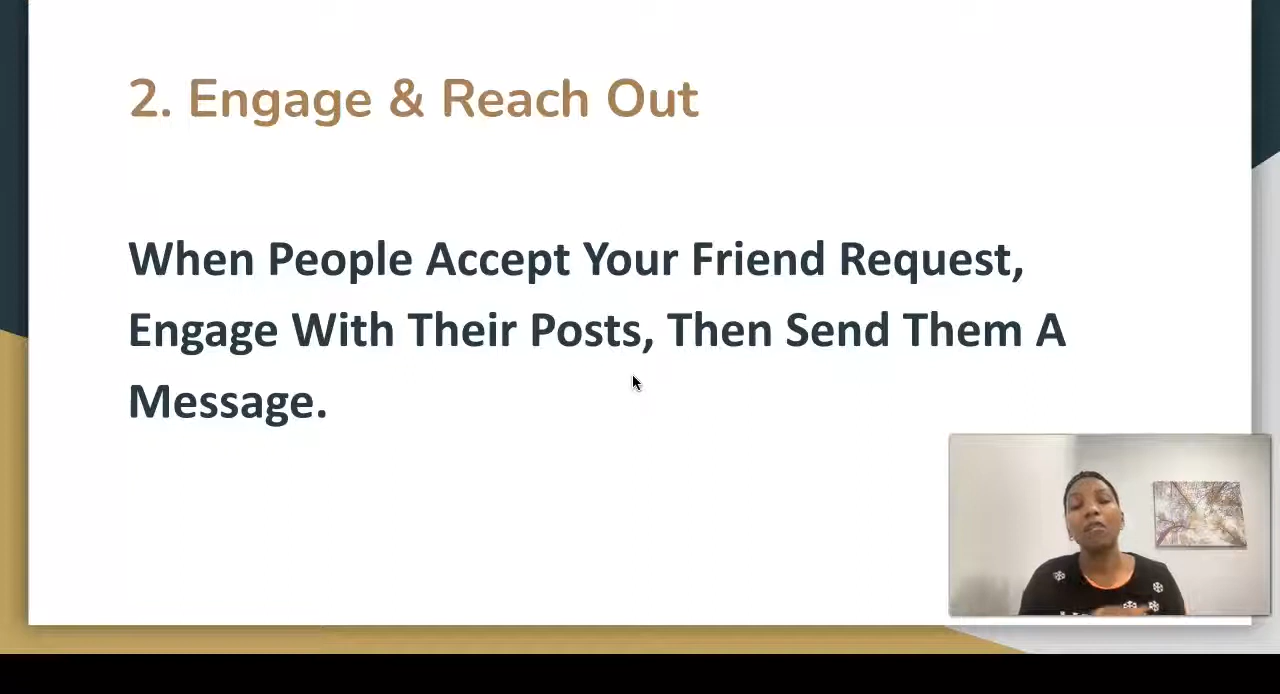 2. Engage & Reach Out
When People Accept Your Friend Request,
Engage With Their Posts, Then Send Them A
Message.